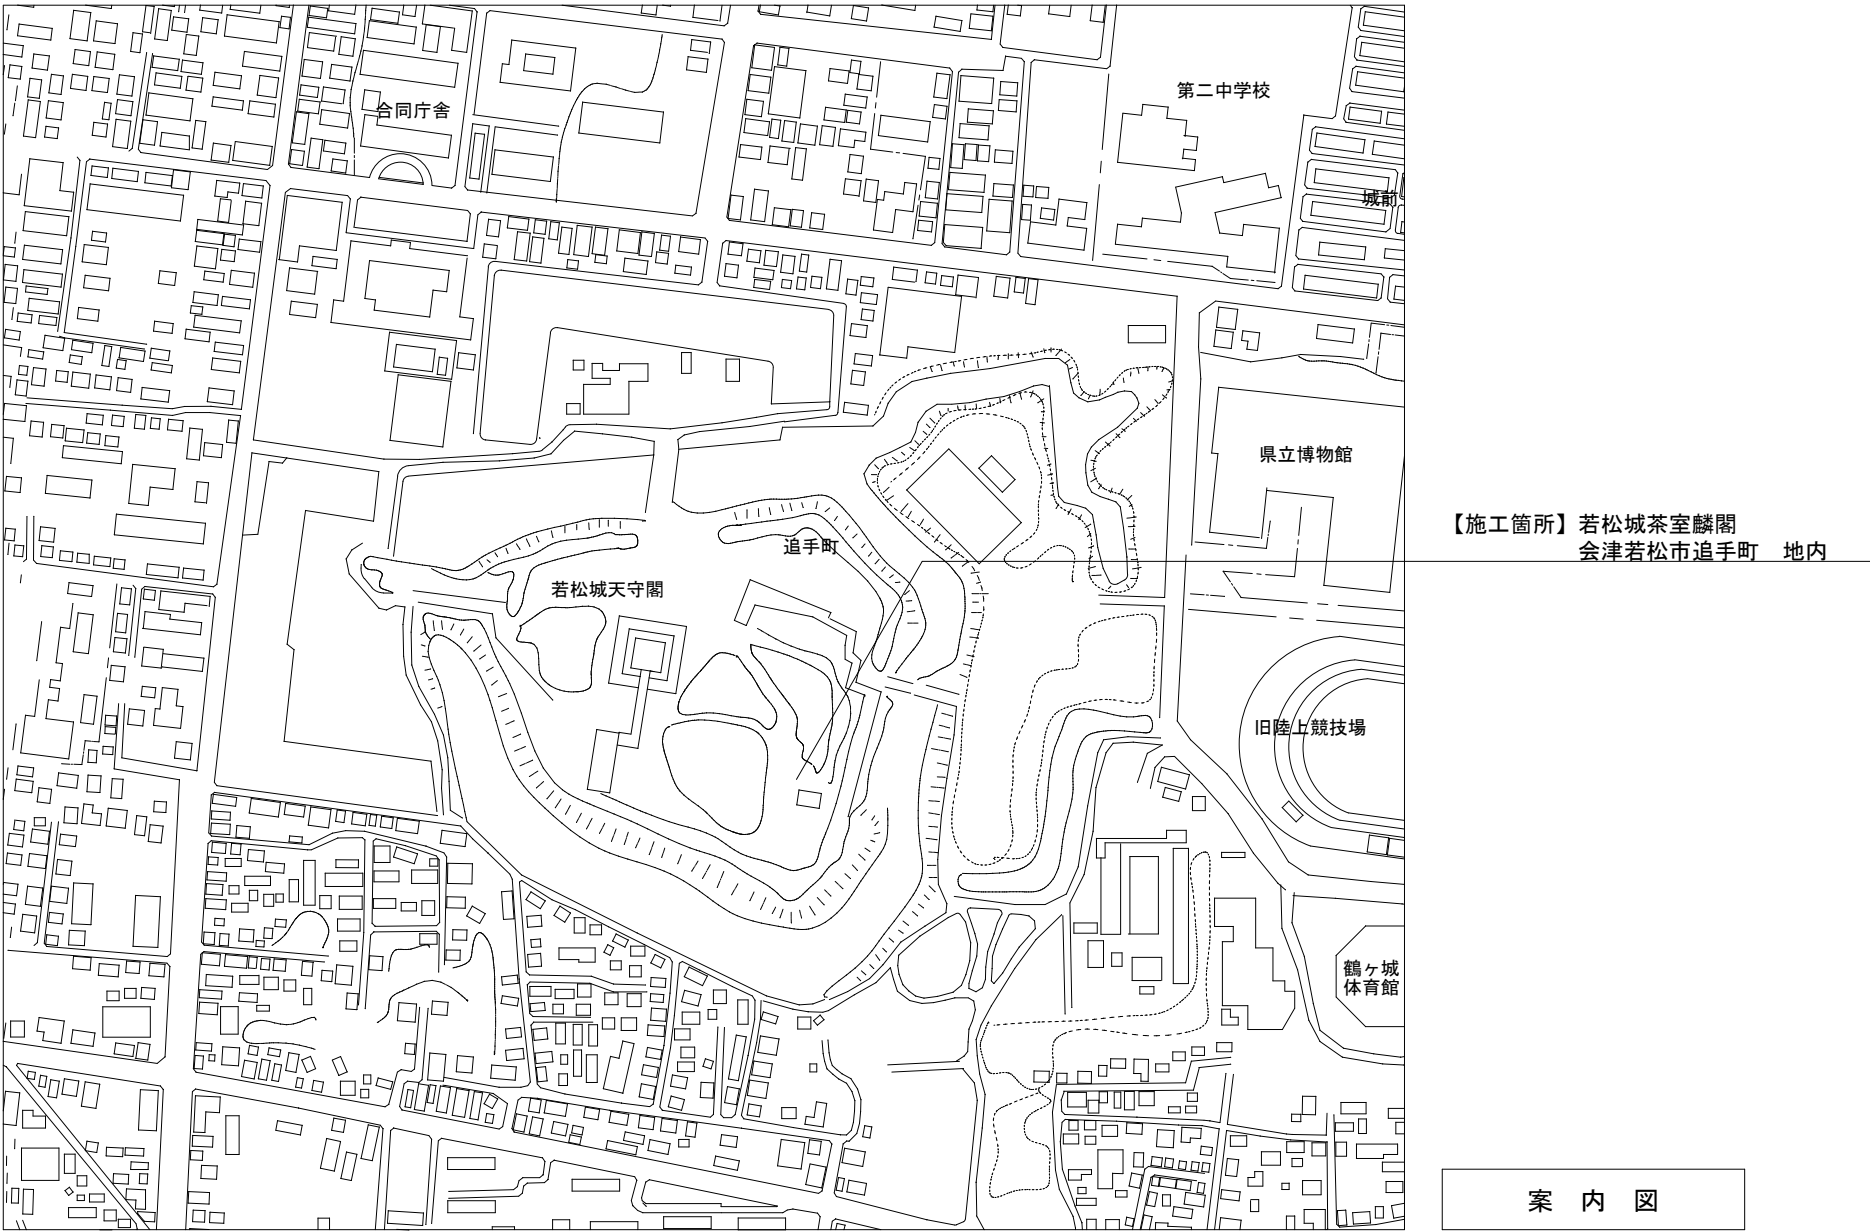 第二中学校
合同庁舎
城前
県立博物館
【施工箇所】若松城茶室麟閣
会津若松市追手町　地内
追手町
若松城天守閣
旧陸上競技場
鶴ヶ城
体育館
案 内 図